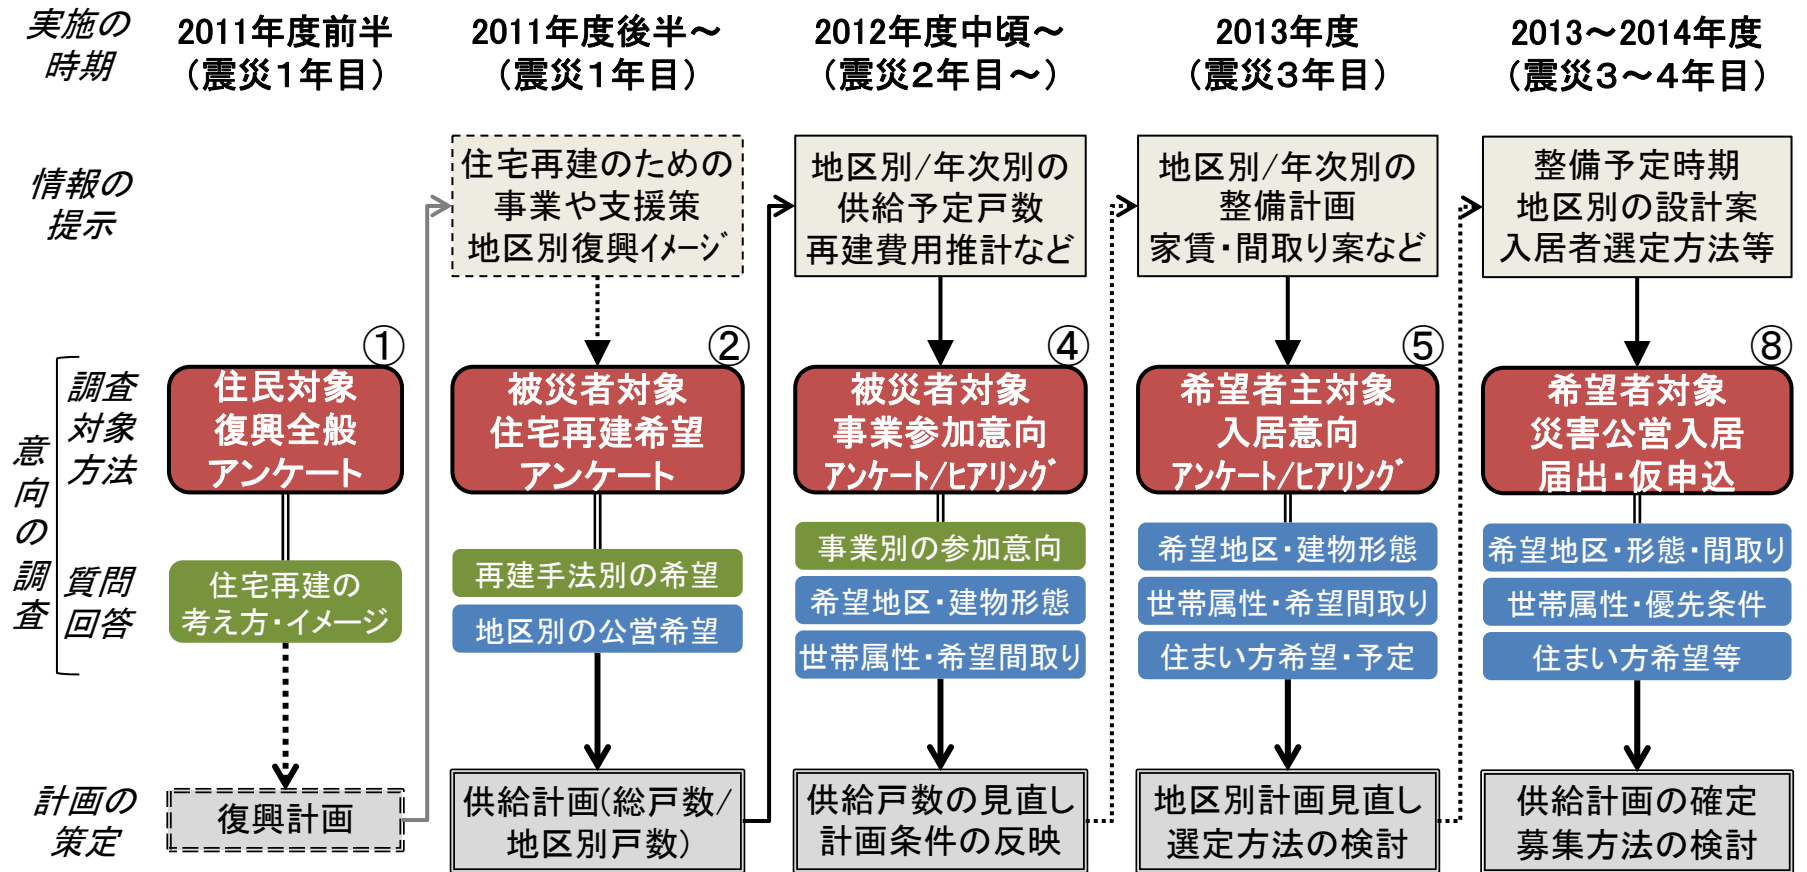 実施の
時期
2011年度前半
(震災1年目)
2011年度後半～
(震災1年目)
2012年度中頃～
(震災2年目～)
2013年度
(震災3年目)
2013～2014年度
(震災3～4年目)
情報の
提示
住宅再建のための
事業や支援策
地区別復興ｲﾒｰｼﾞ
地区別/年次別の
供給予定戸数
再建費用推計など
地区別/年次別の
整備計画
家賃・間取り案など
整備予定時期
地区別の設計案
入居者選定方法等
意向の調査
調査
対象
方法
①
住民対象
復興全般
アンケート
②
被災者対象
住宅再建希望
アンケート
④
被災者対象
事業参加意向
アンケート/ﾋｱﾘﾝｸﾞ
⑤
希望者主対象
入居意向
アンケート/ﾋｱﾘﾝｸﾞ
⑧
希望者対象
災害公営入居
届出・仮申込
質問
回答
住宅再建の
考え方・イメージ
再建手法別の希望
地区別の公営希望
事業別の参加意向
希望地区・建物形態
世帯属性・希望間取り
希望地区・建物形態
世帯属性・希望間取り
住まい方希望・予定
希望地区・形態・間取り
世帯属性・優先条件
住まい方希望等
計画の
策定
復興計画
供給計画(総戸数/
地区別戸数)
供給戸数の見直し
計画条件の反映
地区別計画見直し
選定方法の検討
供給計画の確定
募集方法の検討